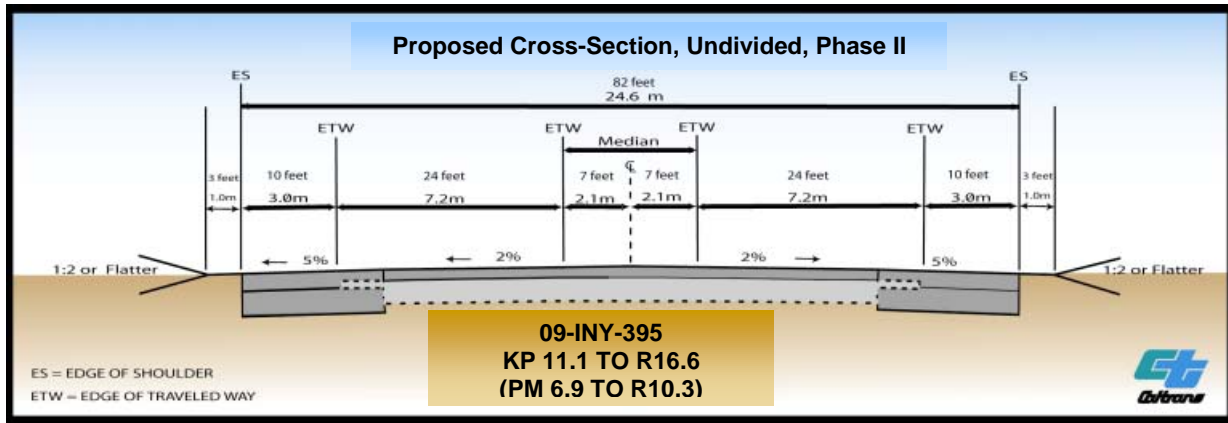 Proposed Cross-Section, Undivided, Phase II
ES
ES
82 feet
24.6 m
ETW
ETW
ETW
ETW
Median
3 feet
10 feet
24 feet
7 feet
℄
7 feet
24 feet
10 feet
3 feet
1.0m
3.0m
7.2m
2.1m
2.1m
7.2m
3.0m
1.0m
← 5%
← 2%
2% →
5%
1:2 or Flatter
1:2 or Flatter
09-INY-395
KP 11.1 TO R16.6
(PM 6.9 TO R10.3)
ES = EDGE OF SHOULDER
ETW = EDGE OF TRAVELED WAY
Caltrans